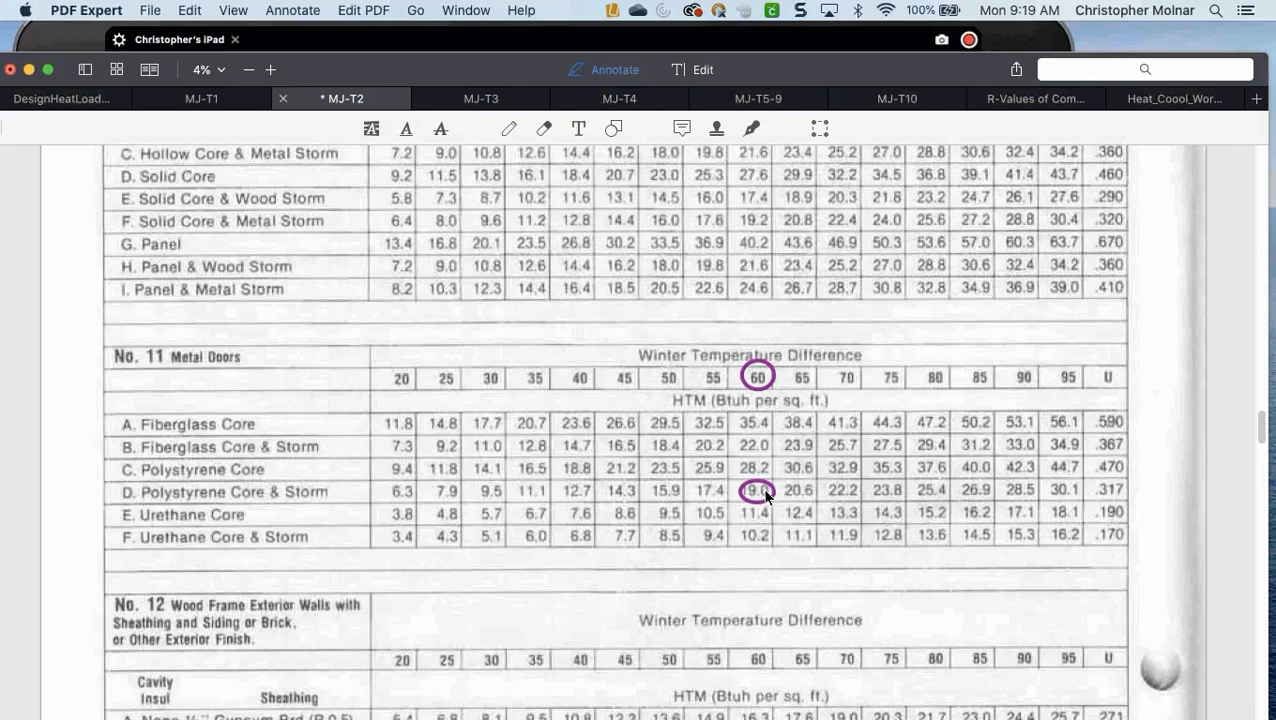 PDF Expert File Edit View Annotate Edit PDF Go Window Help 100% Mon 9:19 AM Christopher Molnar
Christopher's iPad
4% Annotate Edit
DesignHeatLoad... MJ-T1 * MJ-T2 MJ-T3 MJ-T4 MJ-T5-9 MJ-T10 R-Values of Com... Heat_Coool_Wor...
C. Hollow Core & Metal Storm 7.2 9.0 10.8 12.6 14.4 16.2 18.0 19.8 21.6 23.4 25.2 27.0 28.8 30.6 32.4 34.2 .360
D. Solid Core 9.2 11.5 13.8 16.1 18.4 20.7 23.0 25.3 27.6 29.9 32.2 34.5 36.8 39.1 41.4 43.7 .460
E. Solid Core & Wood Storm 5.8 7.3 8.7 10.2 11.6 13.1 14.5 16.0 17.4 18.9 20.3 21.8 23.2 24.7 26.1 27.6 .290
F. Solid Core & Metal Storm 6.4 8.0 9.6 11.2 12.8 14.4 16.0 17.6 19.2 20.8 22.4 24.0 25.6 27.2 28.8 30.4 .320
G. Panel 13.4 16.8 20.1 23.5 26.8 30.2 33.5 36.9 40.2 43.6 46.9 50.3 53.6 57.0 60.3 63.7 .670
H. Panel & Wood Storm 7.2 9.0 10.8 12.6 14.4 16.2 18.0 19.8 21.6 23.4 25.2 27.0 28.8 30.6 32.4 34.2 .360
I. Panel & Metal Storm 8.2 10.3 12.3 14.4 16.4 18.5 20.5 22.6 24.6 26.7 28.7 30.8 32.8 34.9 36.9 39.0 .410
No. 11 Metal Doors Winter Temperature Difference
20 25 30 35 40 45 50 55 60 65 70 75 80 85 90 95 U
HTM (Btuh per sq. ft.)
A. Fiberglass Core 11.8 14.8 17.7 20.7 23.6 26.6 29.5 32.5 35.4 38.4 41.3 44.3 47.2 50.2 53.1 56.1 .590
B. Fiberglass Core & Storm 7.3 9.2 11.0 12.8 14.7 16.5 18.4 20.2 22.0 23.9 25.7 27.5 29.4 31.2 33.0 34.9 .367
C. Polystyrene Core 9.4 11.8 14.1 16.5 18.8 21.2 23.5 25.9 28.2 30.6 32.9 35.3 37.6 40.0 42.3 44.7 .470
D. Polystyrene Core & Storm 6.3 7.9 9.5 11.1 12.7 14.3 15.9 17.4 19.0 20.6 22.2 23.8 25.4 26.9 28.5 30.1 .317
E. Urethane Core 3.8 4.8 5.7 6.7 7.6 8.6 9.5 10.5 11.4 12.4 13.3 14.3 15.2 16.2 17.1 18.1 .190
F. Urethane Core & Storm 3.4 4.3 5.1 6.0 6.8 7.7 8.5 9.4 10.2 11.1 11.9 12.8 13.6 14.5 15.3 16.2 .170
No. 12 Wood Frame Exterior Walls with
Sheathing and Siding or Brick,
or Other Exterior Finish.
Winter Temperature Difference
20 25 30 35 40 45 50 55 60 65 70 75 80 85 90 95 U
Cavity
Insul Sheathing
HTM (Btuh per sq. ft.)